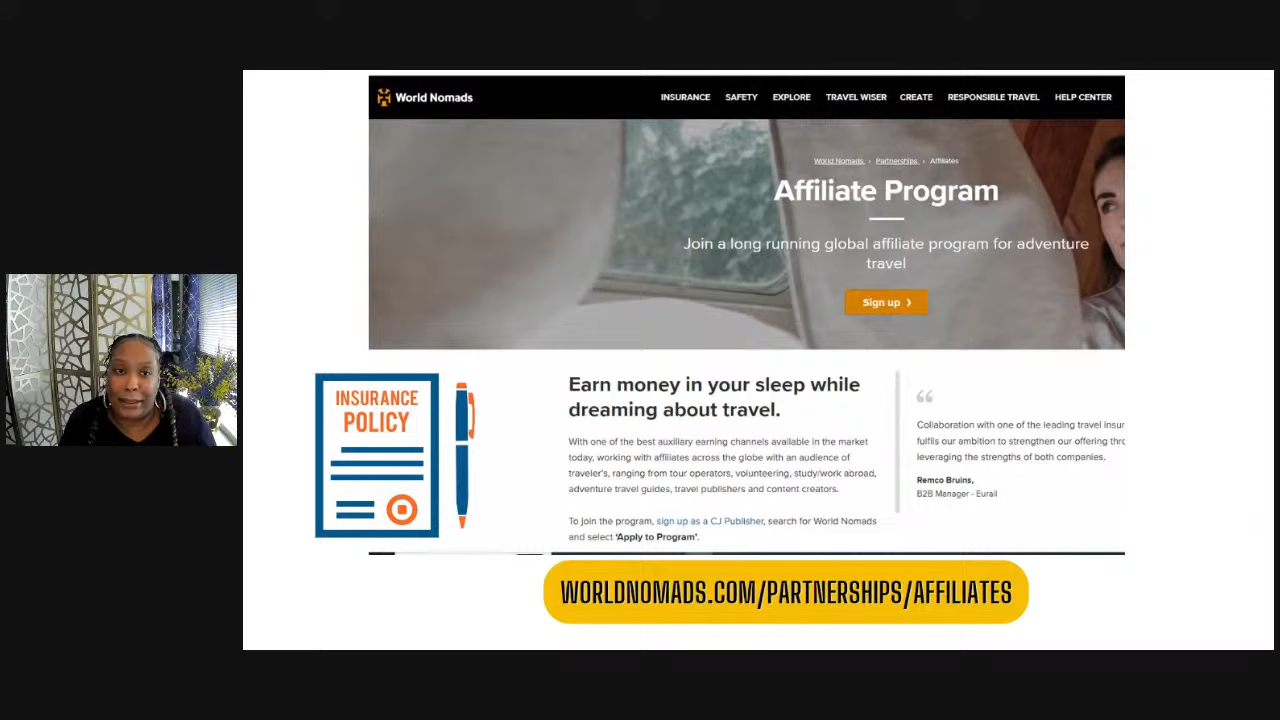 World Nomads
INSURANCE SAFETY EXPLORE TRAVEL WISER CREATE RESPONSIBLE TRAVEL HELP CENTER
World Nomads › Partnerships › Affiliates
Affiliate Program
Join a long running global affiliate program for adventure
travel
Sign up ❯
INSURANCE
POLICY
Earn money in your sleep while
dreaming about travel.
With one of the best auxiliary earning channels available in the market
today, working with affiliates across the globe with an audience of
traveler's, ranging from tour operators, volunteering, study/work abroad,
adventure travel guides, travel publishers and content creators.
To join the program, sign up as a CJ Publisher, search for World Nomads
and select 'Apply to Program'.
“
Collaboration with one of the leading travel insur
fulfils our ambition to strengthen our offering thro
leveraging the strengths of both companies.
Remco Bruins,
B2B Manager - Eurail
WORLDNOMADS.COM/PARTNERSHIPS/AFFILIATES